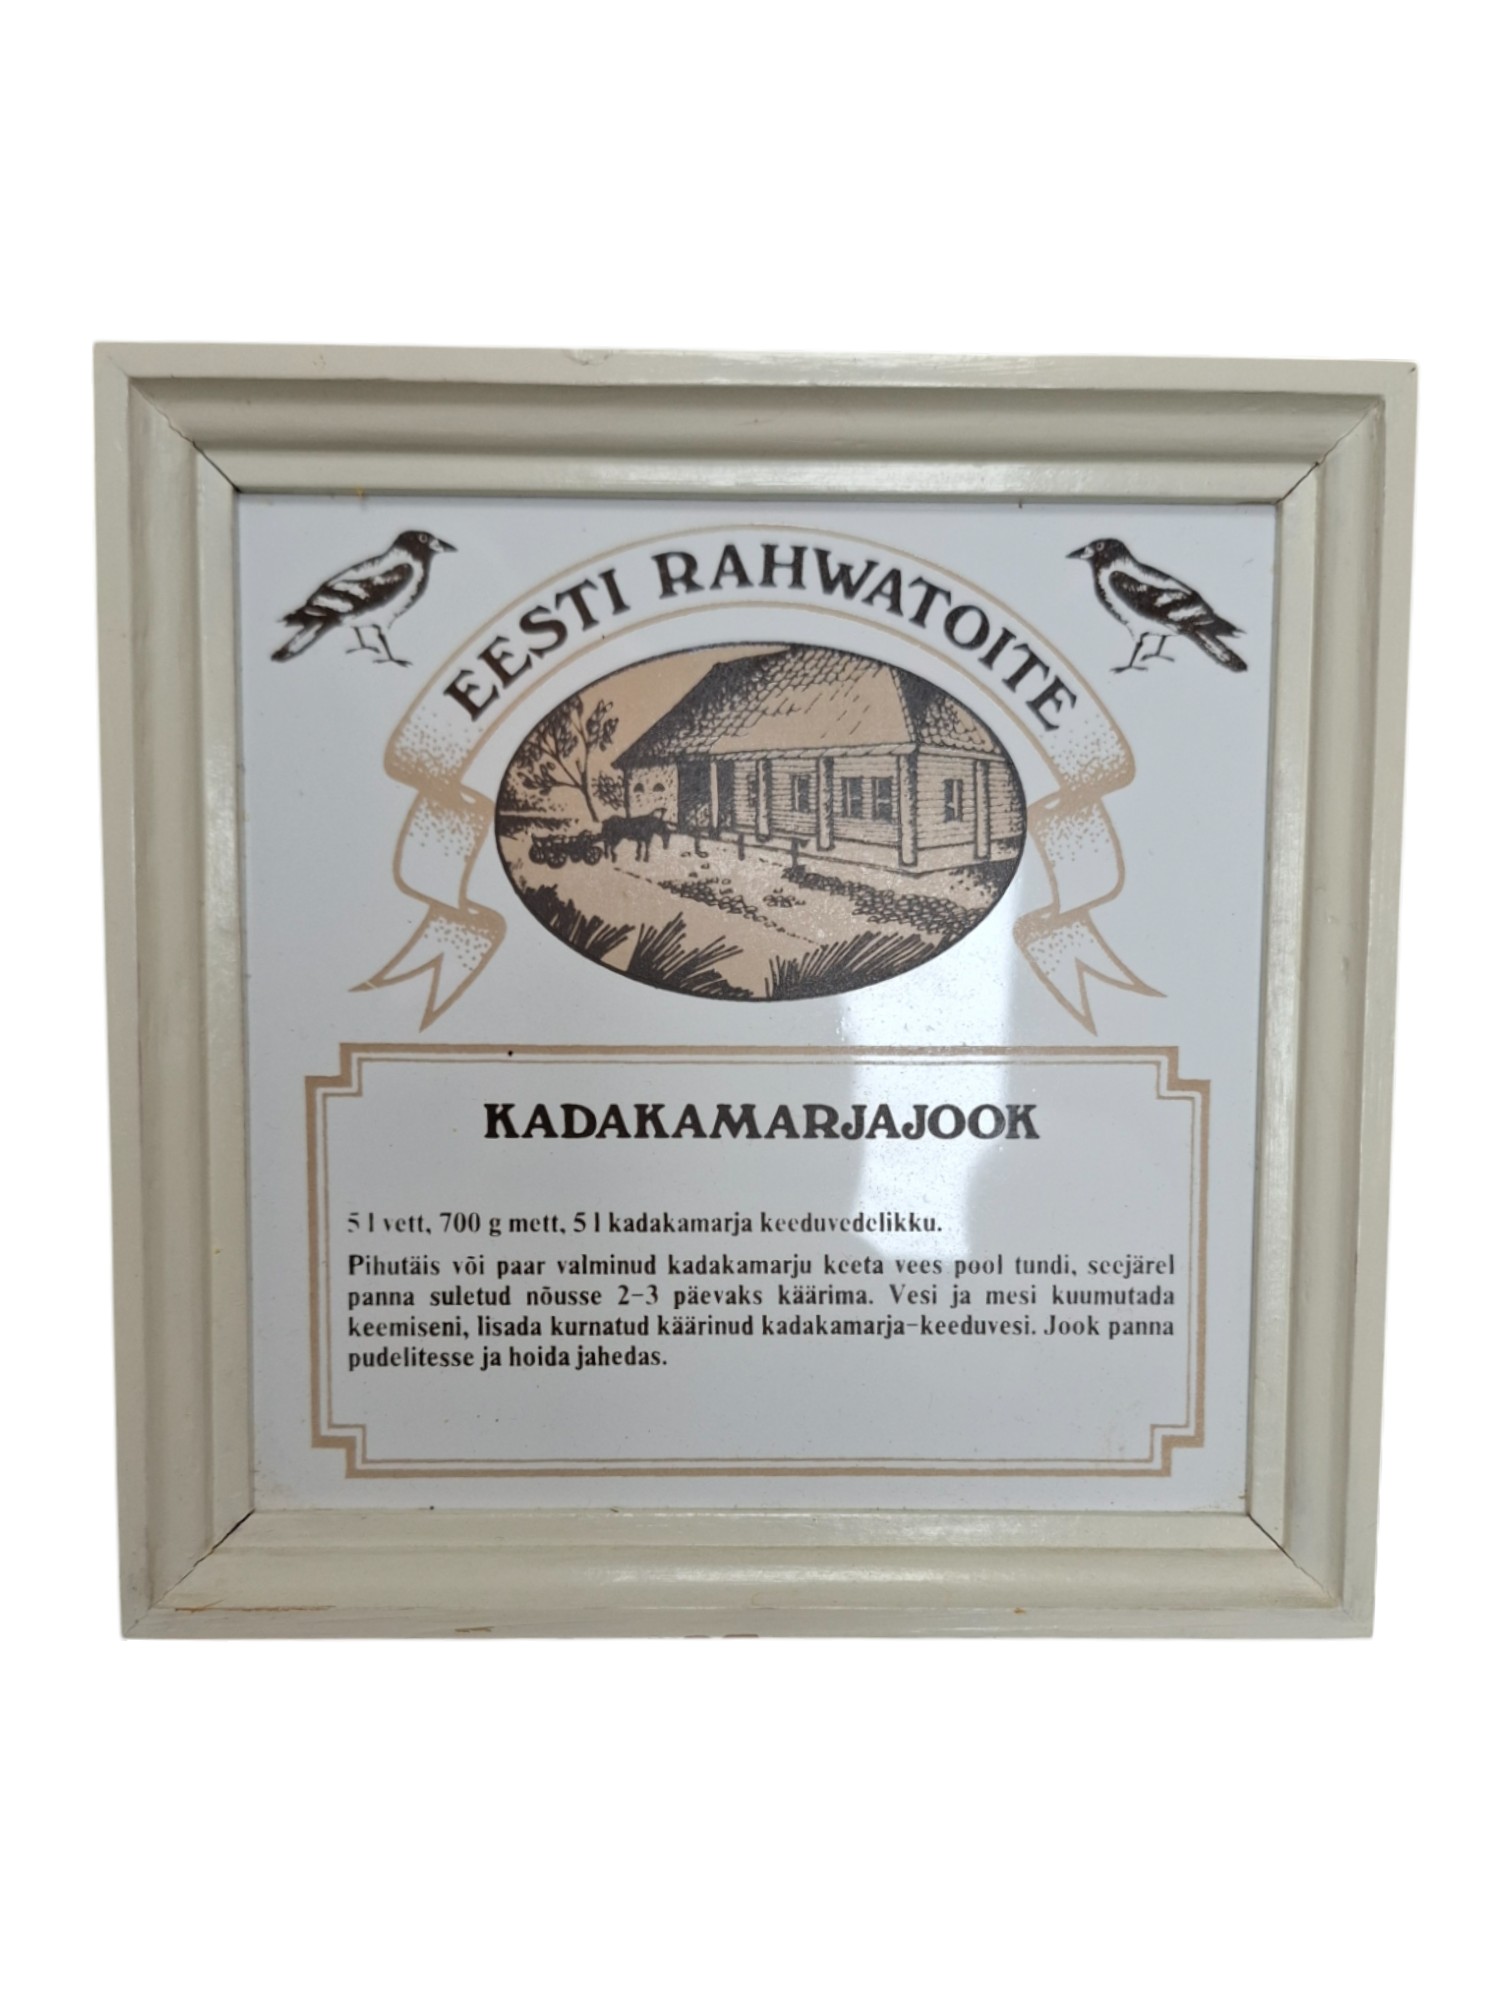 EESTI RAHWATOITE
KADAKAMARJAJOOK
5 l vett, 700 g mett, 5 l kadakamarja keeduvedelikku.
Pihutäis või paar valminud kadakamarju keeta vees pool tundi, seejärel
panna suletud nõusse 2-3 päevaks käärima. Vesi ja mesi kuumutada
keemiseni, lisada kurnatud käärinud kadakamarja-keeduvesi. Jook panna
pudelitesse ja hoida jahedas.